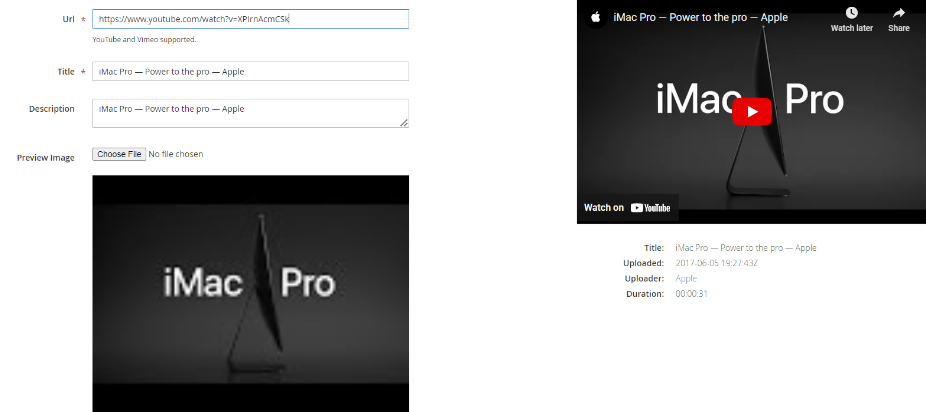 Url * https://www.youtube.com/watch?v=XPIrnAcmCSk
YouTube and Vimeo supported.
Title * iMac Pro — Power to the pro — Apple
Description iMac Pro — Power to the pro — Apple
Preview Image Choose File No file chosen
iMac Pro
iMac Pro — Power to the pro — Apple
Watch later Share
iMac Pro
Watch on YouTube
Title: iMac Pro — Power to the pro — Apple
Uploaded: 2017-06-05 19:27:43Z
Uploader: Apple
Duration: 00:00:31